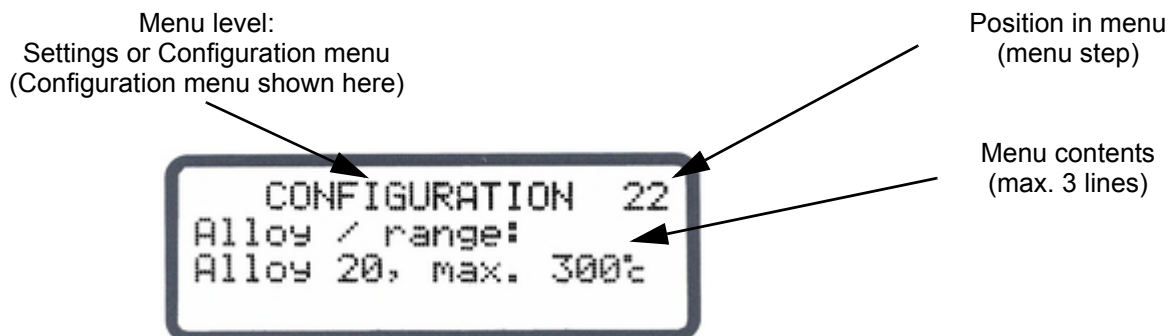 Menu level:
Settings or Configuration menu
(Configuration menu shown here)
Position in menu
(menu step)
Menu contents
(max. 3 lines)
CONFIGURATION 22
Alloy / range:
Alloy 20, max. 300°c